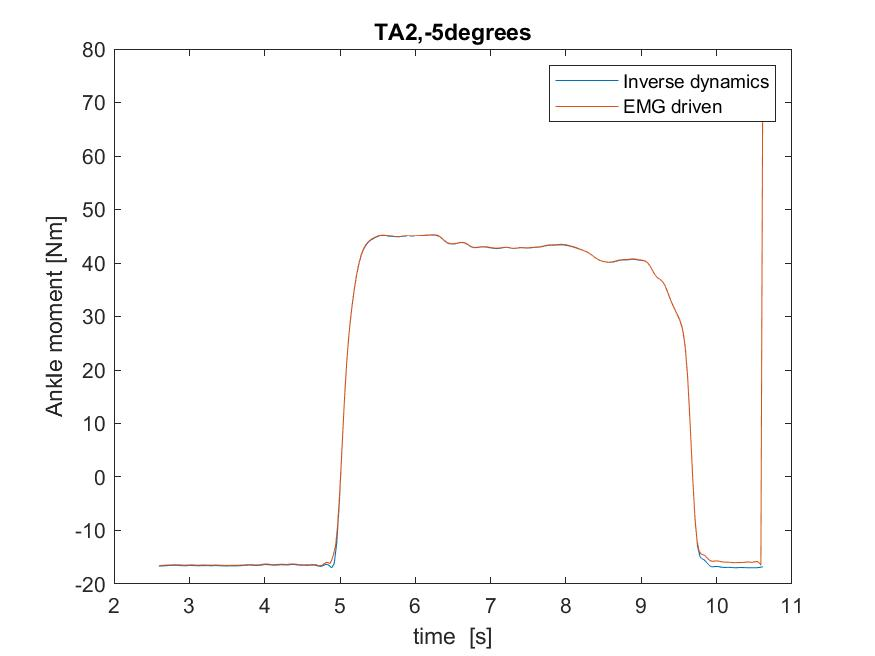 TA2,-5degrees
80
70
60
50
40
30
20
10
0
-10
-20
Ankle moment [Nm]
Inverse dynamics
EMG driven
2 3 4 5 6 7 8 9 10 11
time [s]